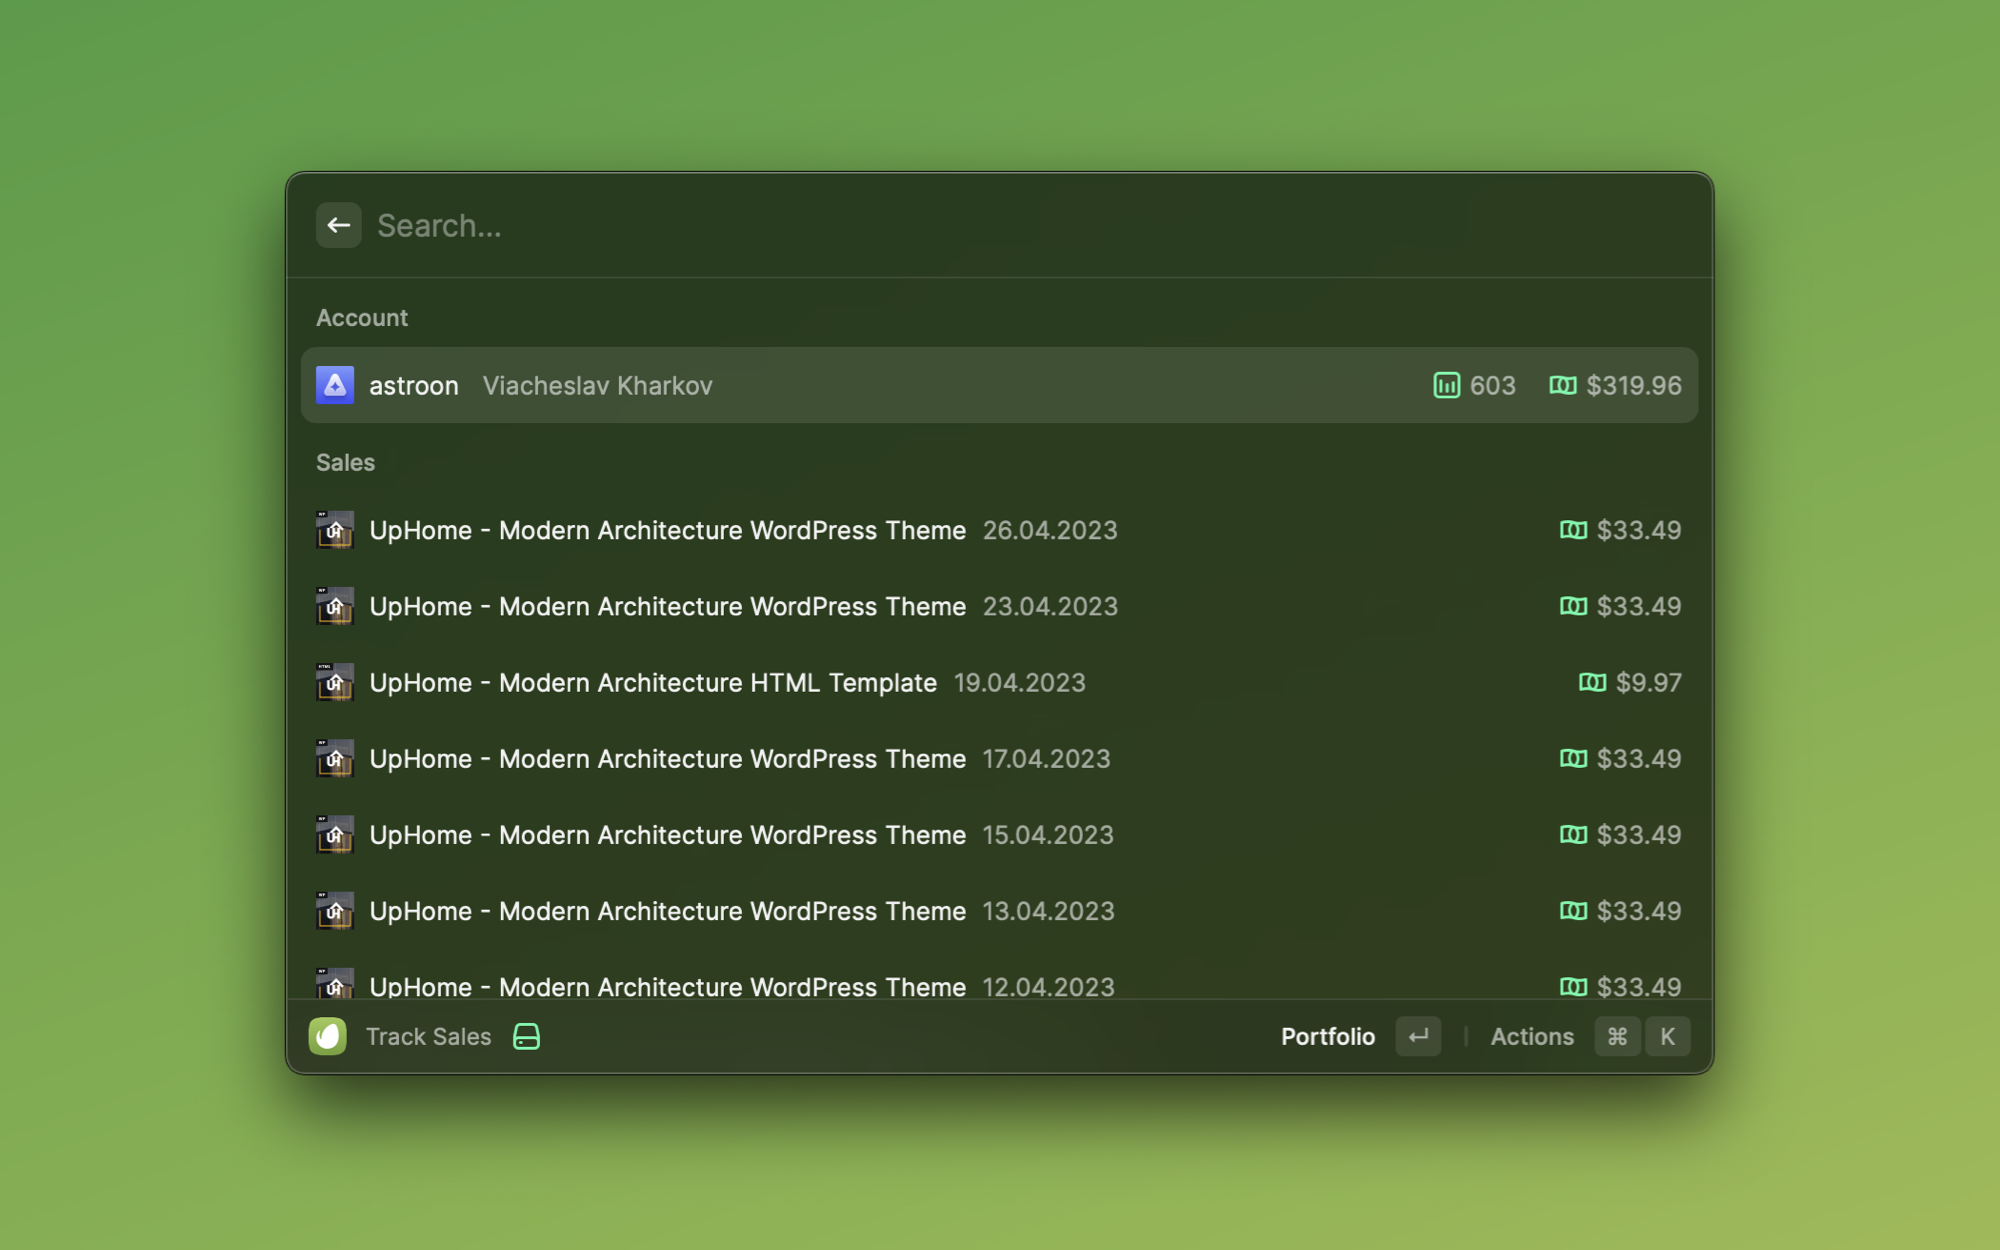 Search...
Account
astroon Viacheslav Kharkov 603 $319.96
Sales
UpHome - Modern Architecture WordPress Theme 26.04.2023 $33.49
UpHome - Modern Architecture WordPress Theme 23.04.2023 $33.49
UpHome - Modern Architecture HTML Template 19.04.2023 $9.97
UpHome - Modern Architecture WordPress Theme 17.04.2023 $33.49
UpHome - Modern Architecture WordPress Theme 15.04.2023 $33.49
UpHome - Modern Architecture WordPress Theme 13.04.2023 $33.49
UpHome - Modern Architecture WordPress Theme 12.04.2023 $33.49
Track Sales Portfolio ↵ Actions ⌘ K